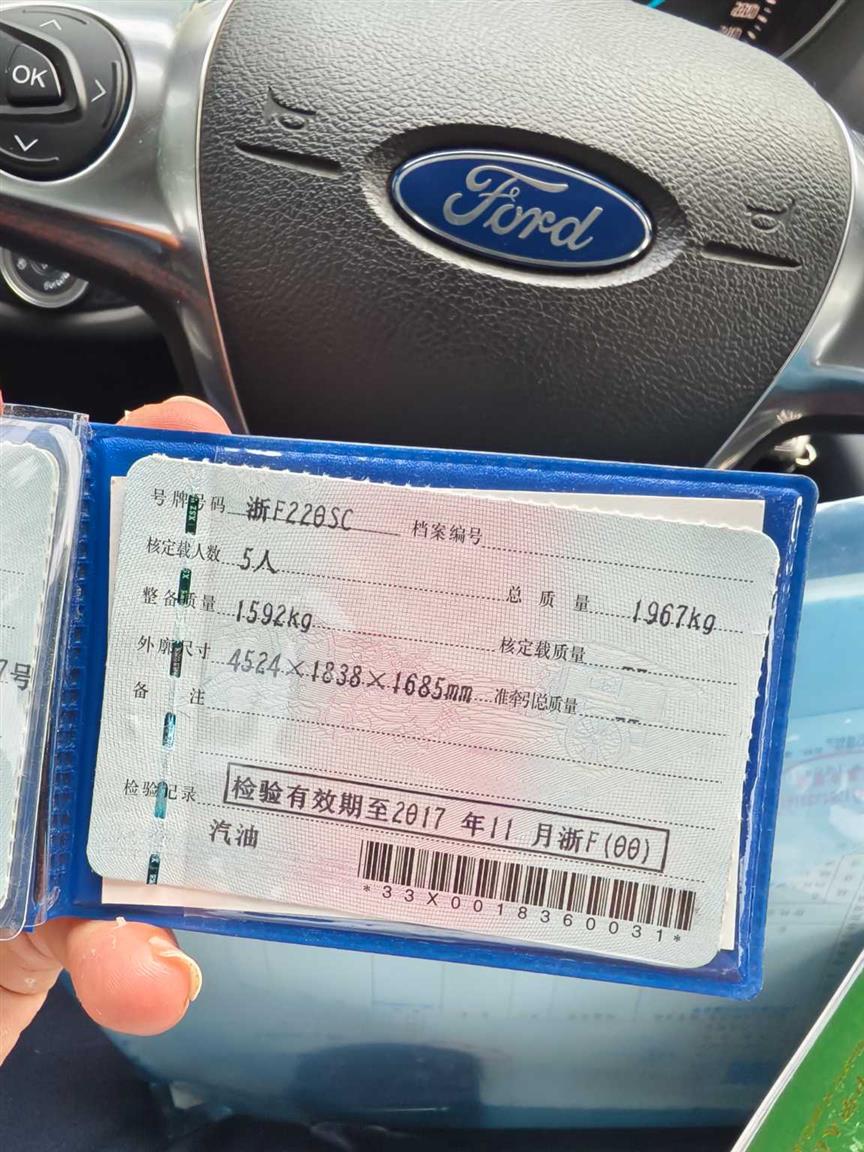 OK
Ford
号牌号码 浙F220SC 档案编号
核定载人数 5人 总质量 1967kg
整备质量 1592kg 核定载质量 --
外廓尺寸 4524×1838×1685mm 准牵引总质量 --
备注
检验记录 检验有效期至2017年11月浙F(00)
汽油
*33X0018360031*
7号